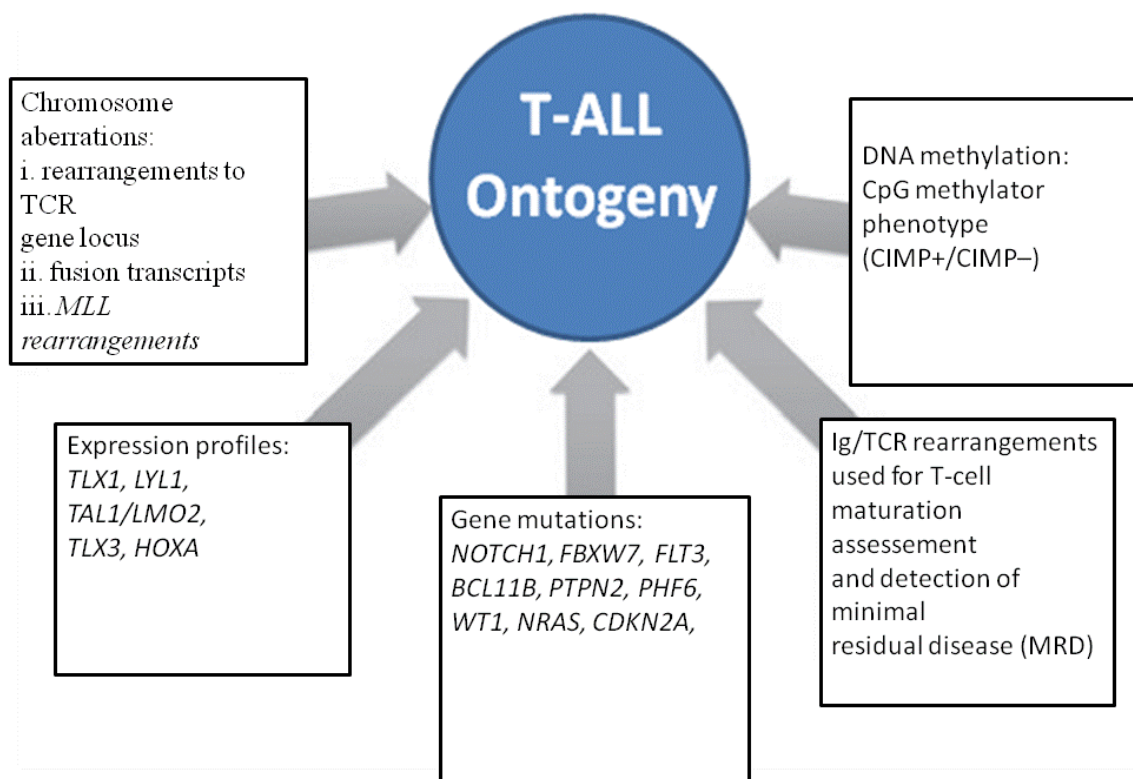 T-ALL
Ontogeny
Chromosome
aberrations:
i. rearrangements to
TCR
gene locus
ii. fusion transcripts
iii. MLL
rearrangements
DNA methylation:
CpG methylator
phenotype
(CIMP+/CIMP–)
Expression profiles:
TLX1, LYL1,
TAL1/LMO2,
TLX3, HOXA
Gene mutations:
NOTCH1, FBXW7, FLT3,
BCL11B, PTPN2, PHF6,
WT1, NRAS, CDKN2A,
Ig/TCR rearrangements
used for T-cell
maturation
assessement
and detection of
minimal
residual disease (MRD)